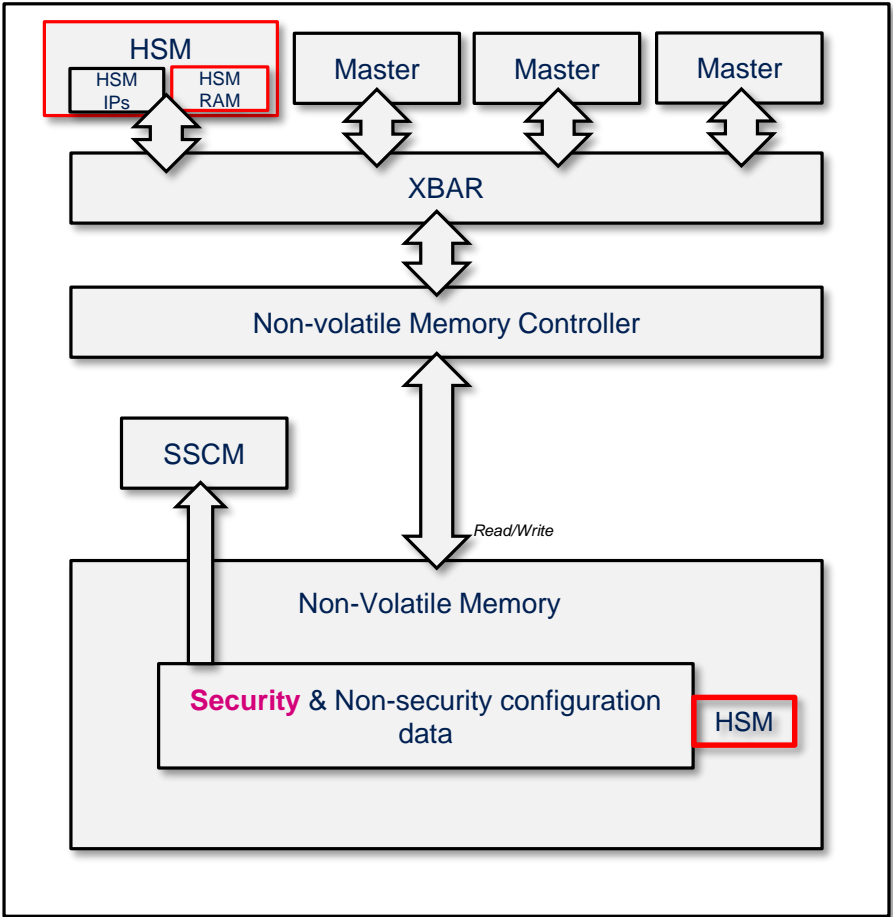 HSM
HSM
IPs
HSM
RAM
Master
Master
Master
XBAR
Non-volatile Memory Controller
SSCM
Read/Write
Non-Volatile Memory
Security & Non-security configuration
data
HSM